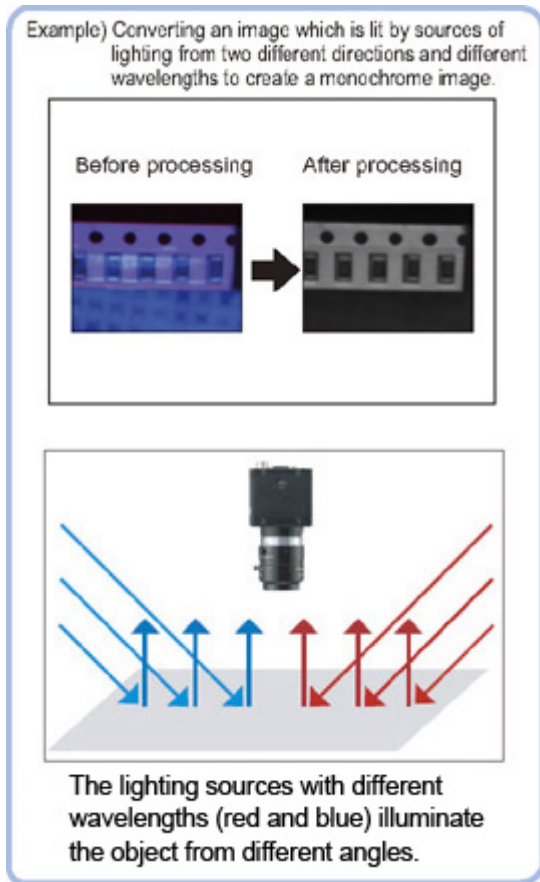 Example) Converting an image which is lit by sources of
lighting from two different directions and different
wavelengths to create a monochrome image.
Before processing
After processing
The lighting sources with different
wavelengths (red and blue) illuminate
the object from different angles.